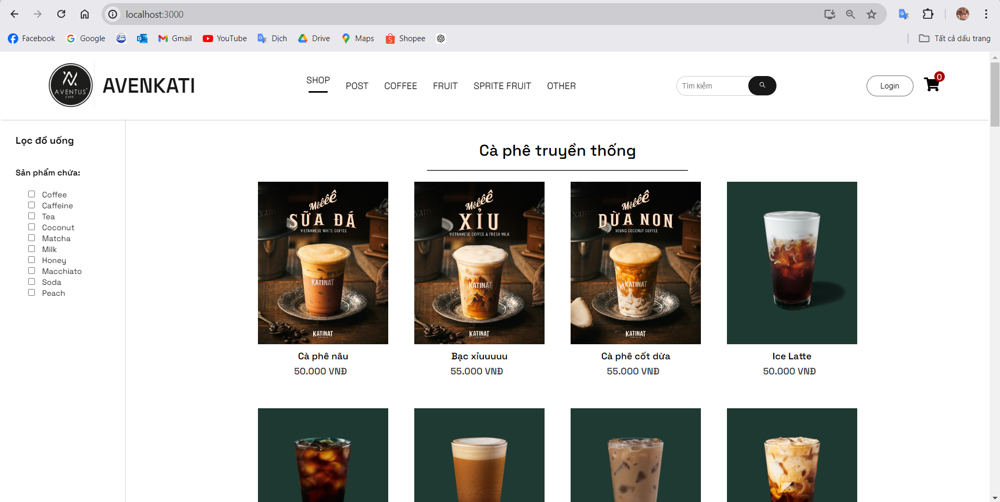 localhost:3000
Facebook Google Gmail YouTube Dịch Drive Maps Shopee Tất cả dấu trang
AVENTUS
CAFE
AVENKATI
SHOP POST COFFEE FRUIT SPRITE FRUIT OTHER
Tìm kiếm
Login
0
Lọc đồ uống
Sản phẩm chứa:
Coffee
Caffeine
Tea
Coconut
Matcha
Milk
Honey
Macchiato
Soda
Peach
Cà phê truyền thống
Mêêêê
SỮA ĐÁ
VIETNAMESE WHITE COFFEE
KATINAT
KATINAT
Cà phê nâu
50.000 VNĐ
Mêêêê
XỈU
VIETNAMESE COFFEE & FRESH MILK
KATINAT
KATINAT
Bạc xỉuuuuu
55.000 VNĐ
Mêêêê
DỪA NON
YOUNG COCONUT COFFEE
KATINAT
KATINAT
Cà phê cốt dừa
55.000 VNĐ
Ice Latte
50.000 VNĐ